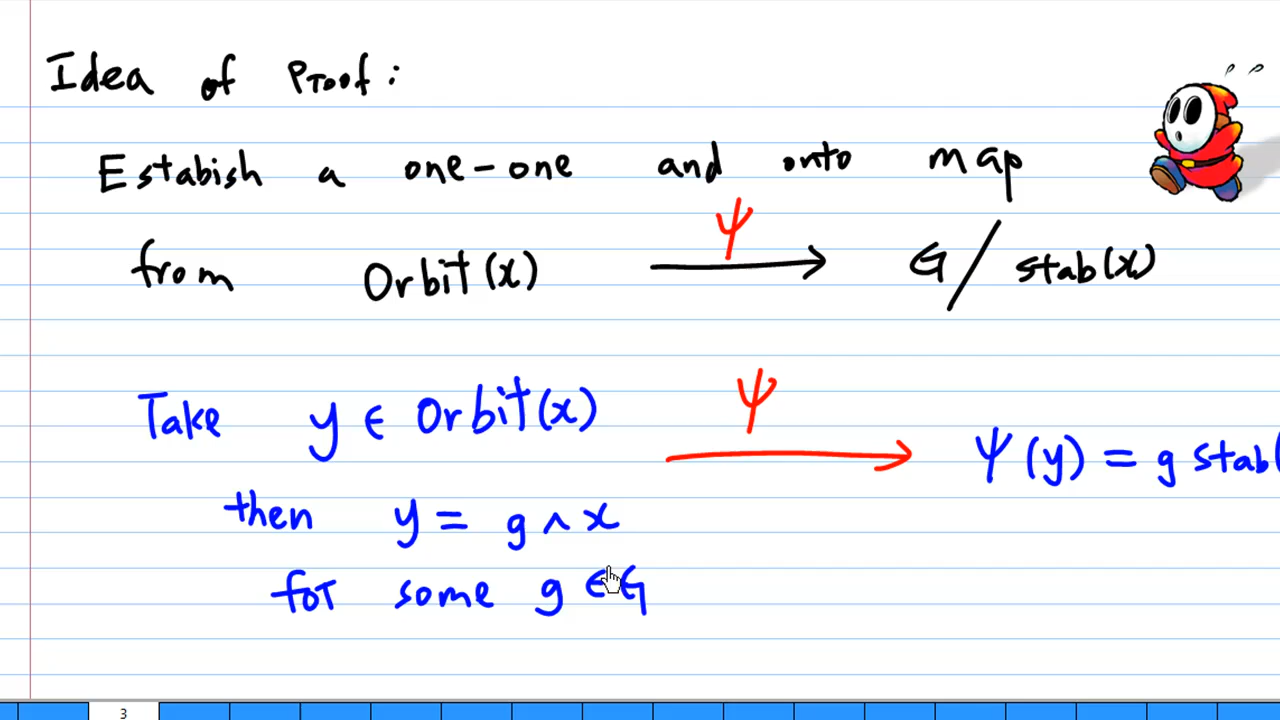 Idea of Proof:
Estabish a one-one and onto map
Ψ
from Orbit(x) → G / stab(x)
Ψ
Take y ∈ Orbit(x)
Ψ(y) = g stab(
then y = g ∧ x
for some g ∈ G
3